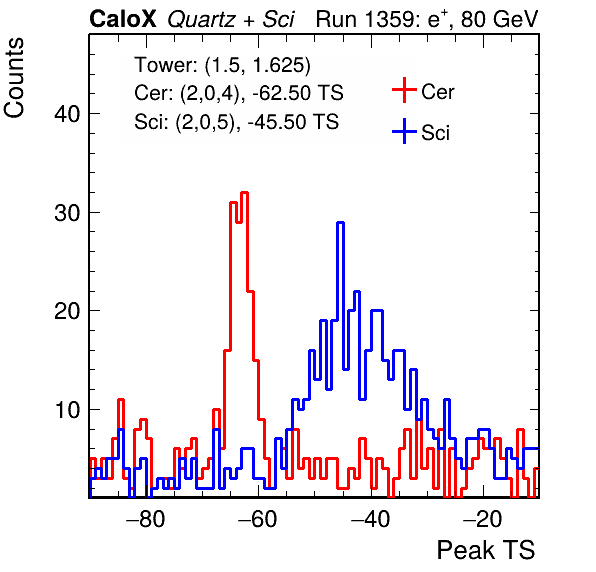 CaloX Quartz + Sci Run 1359: e+, 80 GeV
Counts
Tower: (1.5, 1.625)
Cer: (2,0,4), -62.50 TS
Sci: (2,0,5), -45.50 TS
Cer
Sci
40
30
20
10
−80 −60 −40 −20
Peak TS